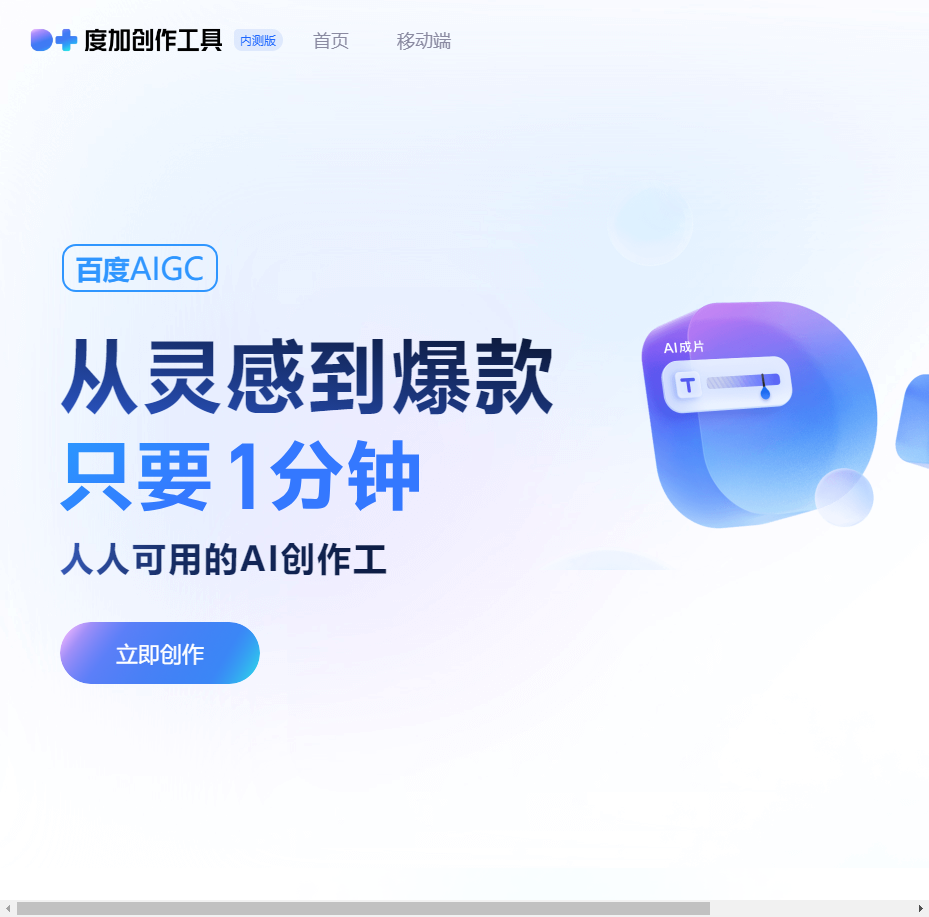 度加创作工具 内测版 首页 移动端
百度AIGC
从灵感到爆款
只要1分钟
AI成片
T
人人可用的AI创作工
立即创作